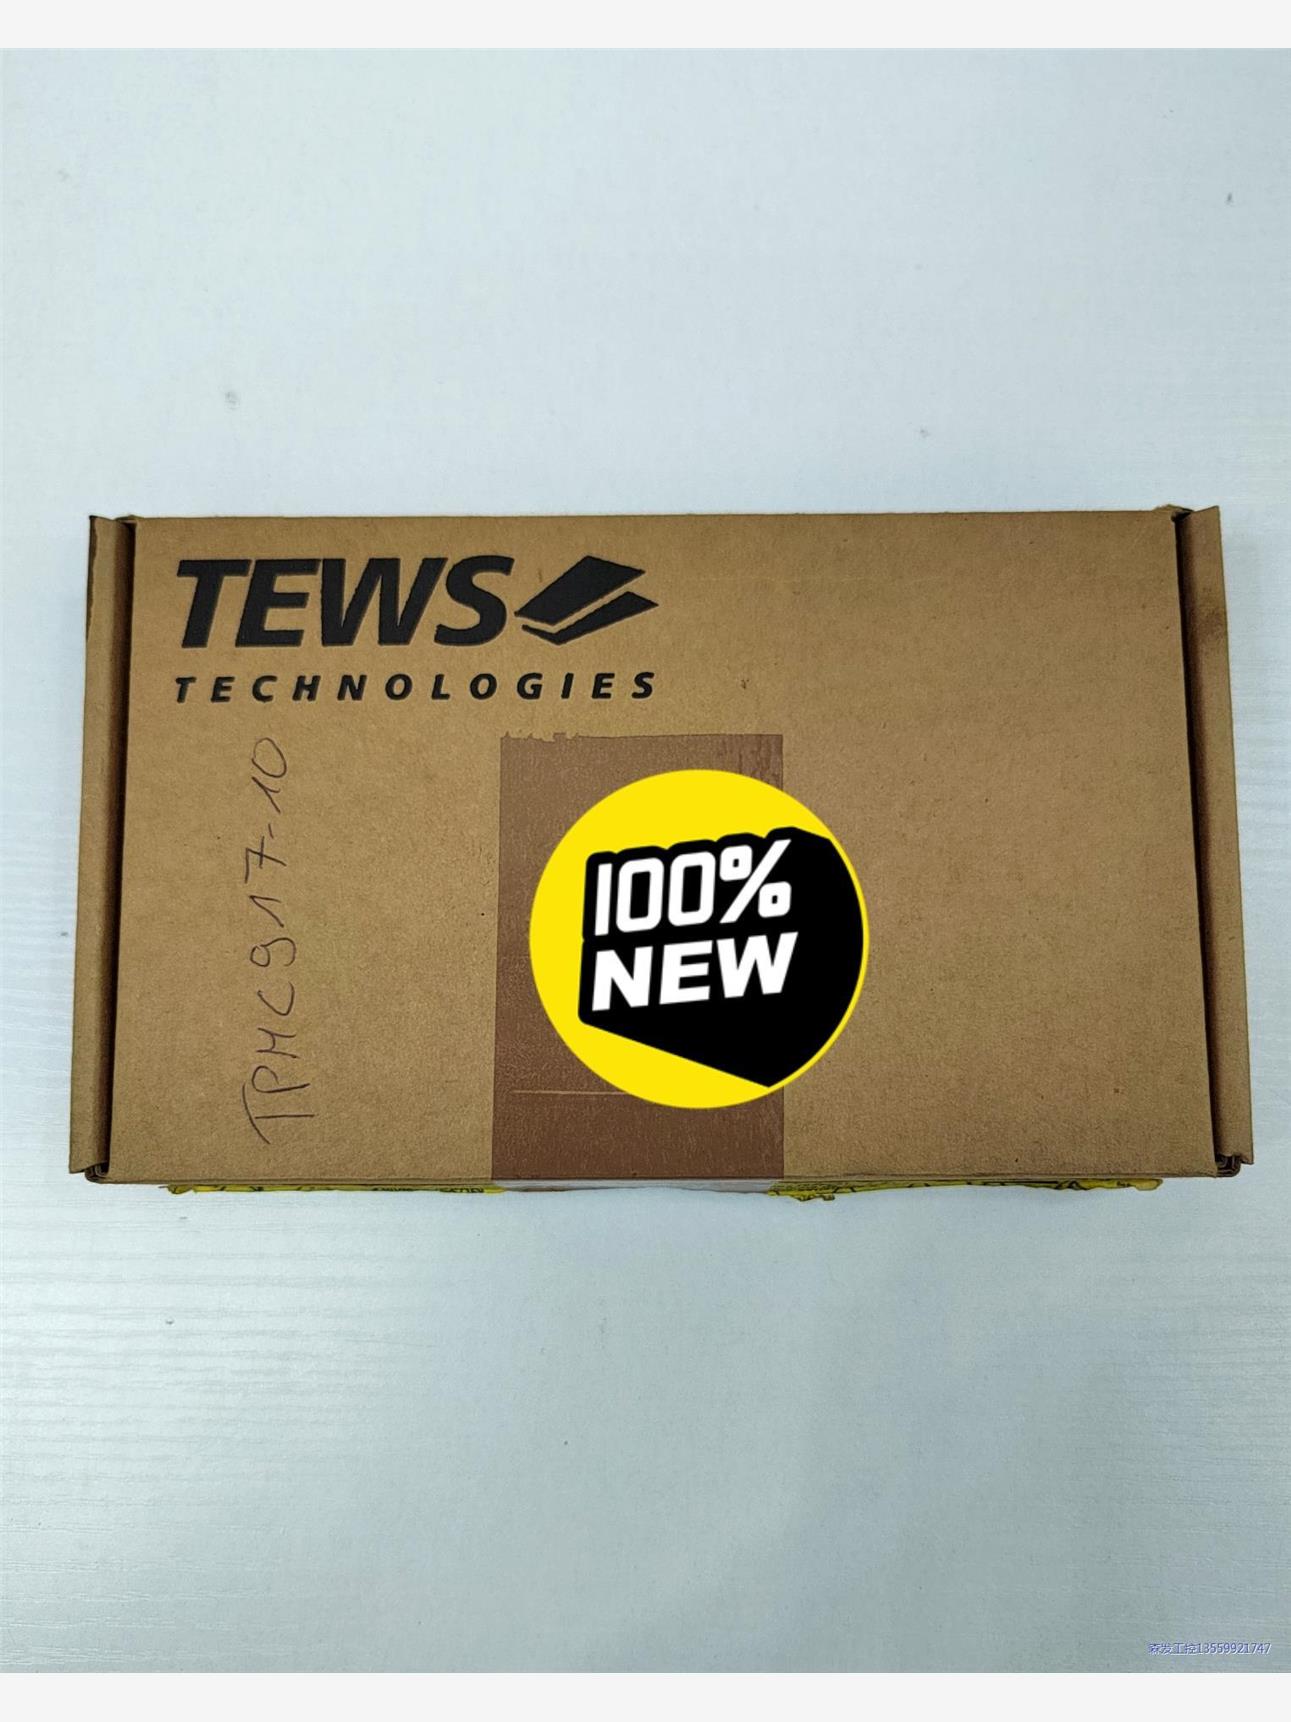 TEWS
TECHNOLOGIES
TPMC917-10
100%
NEW
森发工控13559921747